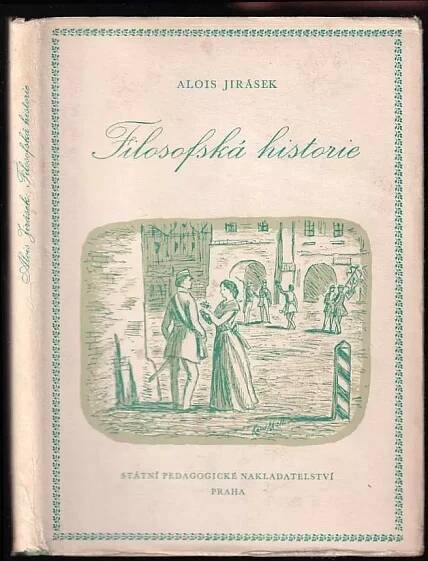 ALOIS JIRÁSEK
Filosofská historie
STÁTNÍ PEDAGOGICKÉ NAKLADATELSTVÍ
PRAHA
Alois Jirásek: Filosofská historie